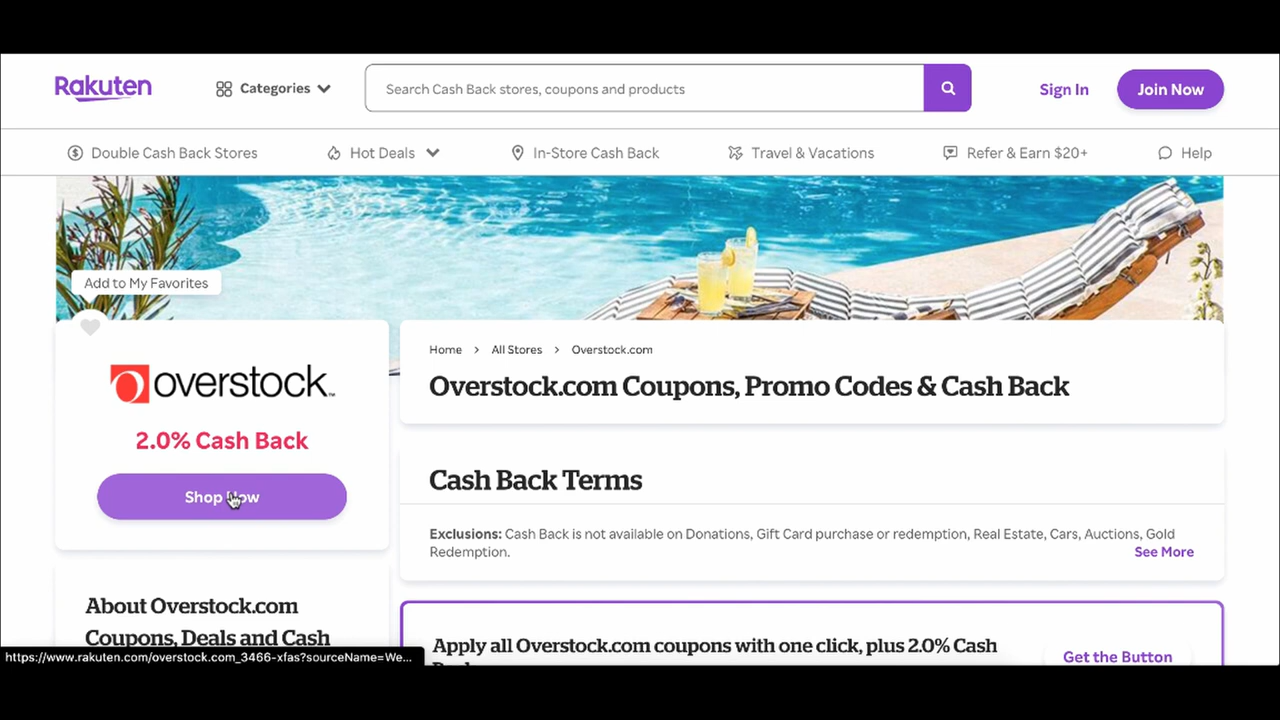 Rakuten
Categories
Search Cash Back stores, coupons and products
Sign In
Join Now
Double Cash Back Stores
Hot Deals
In-Store Cash Back
Travel & Vacations
Refer & Earn $20+
Help
Add to My Favorites
overstock.™
2.0% Cash Back
Shop Now
Home > All Stores > Overstock.com
Overstock.com Coupons, Promo Codes & Cash Back
Cash Back Terms
Exclusions: Cash Back is not available on Donations, Gift Card purchase or redemption, Real Estate, Cars, Auctions, Gold
Redemption.
See More
About Overstock.com
Coupons, Deals and Cash
Apply all Overstock.com coupons with one click, plus 2.0% Cash
Get the Button
https://www.rakuten.com/overstock.com_3466-xfas?sourceName=We...